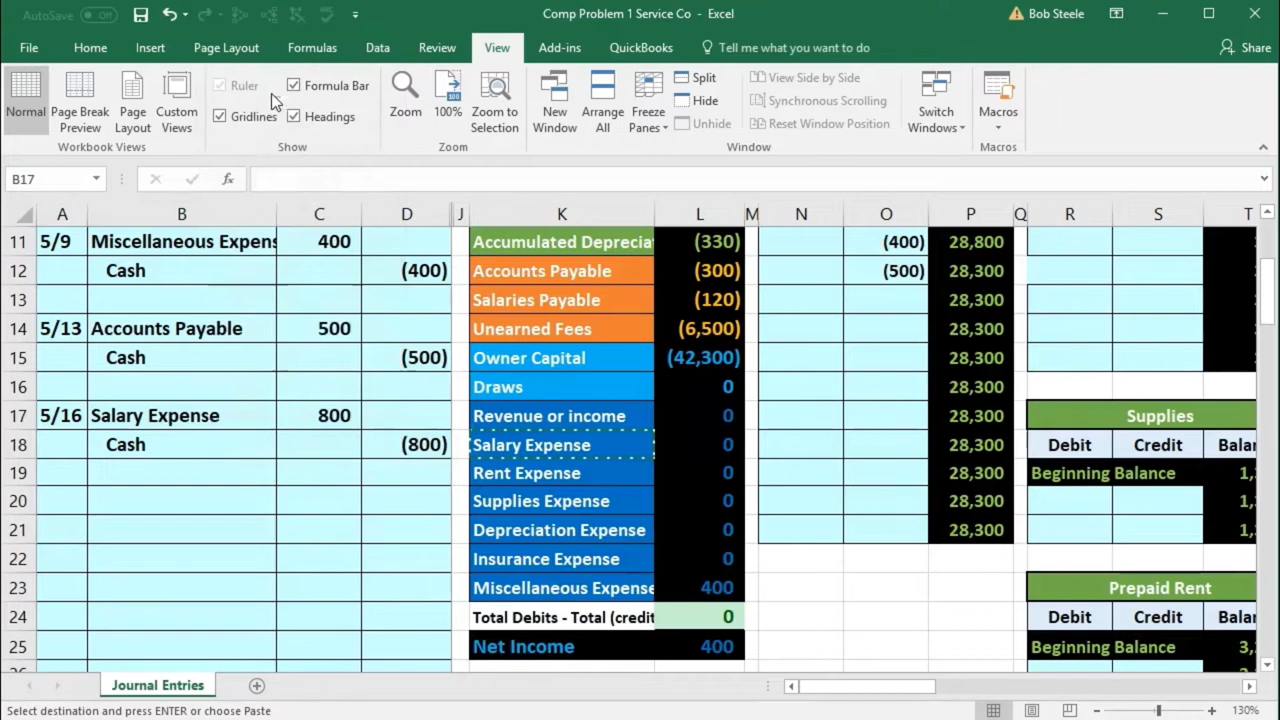 AutoSave Off Comp Problem 1 Service Co - Excel Bob Steele
File Home Insert Page Layout Formulas Data Review View Add-ins QuickBooks Tell me what you want to do Share
Normal Page Break Preview Page Layout Custom Views
Workbook Views
Ruler Formula Bar
Gridlines Headings
Show
Zoom 100% Zoom to Selection
Zoom
New Window Arrange All Freeze Panes
Split
Hide
Unhide
View Side by Side
Synchronous Scrolling
Reset Window Position
Switch Windows
Window
Macros
Macros
B17 fx
A B C D J K L M N O P Q R S T
11 5/9 Miscellaneous Expens 400 Accumulated Deprecia (330) (400) 28,800
12 Cash (400) Accounts Payable (300) (500) 28,300
13 Salaries Payable (120) 28,300
14 5/13 Accounts Payable 500 Unearned Fees (6,500) 28,300
15 Cash (500) Owner Capital (42,300) 28,300
16 Draws 0 28,300
17 5/16 Salary Expense 800 Revenue or income 0 28,300 Supplies
18 Cash (800) Salary Expense 0 28,300 Debit Credit Balar
19 Rent Expense 0 28,300 Beginning Balance 1,
20 Supplies Expense 0 28,300 1,
21 Depreciation Expense 0 28,300 1,
22 Insurance Expense 0
23 Miscellaneous Expense 400 Prepaid Rent
24 Total Debits - Total (credit 0 Debit Credit Balar
25 Net Income 400 Beginning Balance 3,
Journal Entries
Select destination and press ENTER or choose Paste 130%